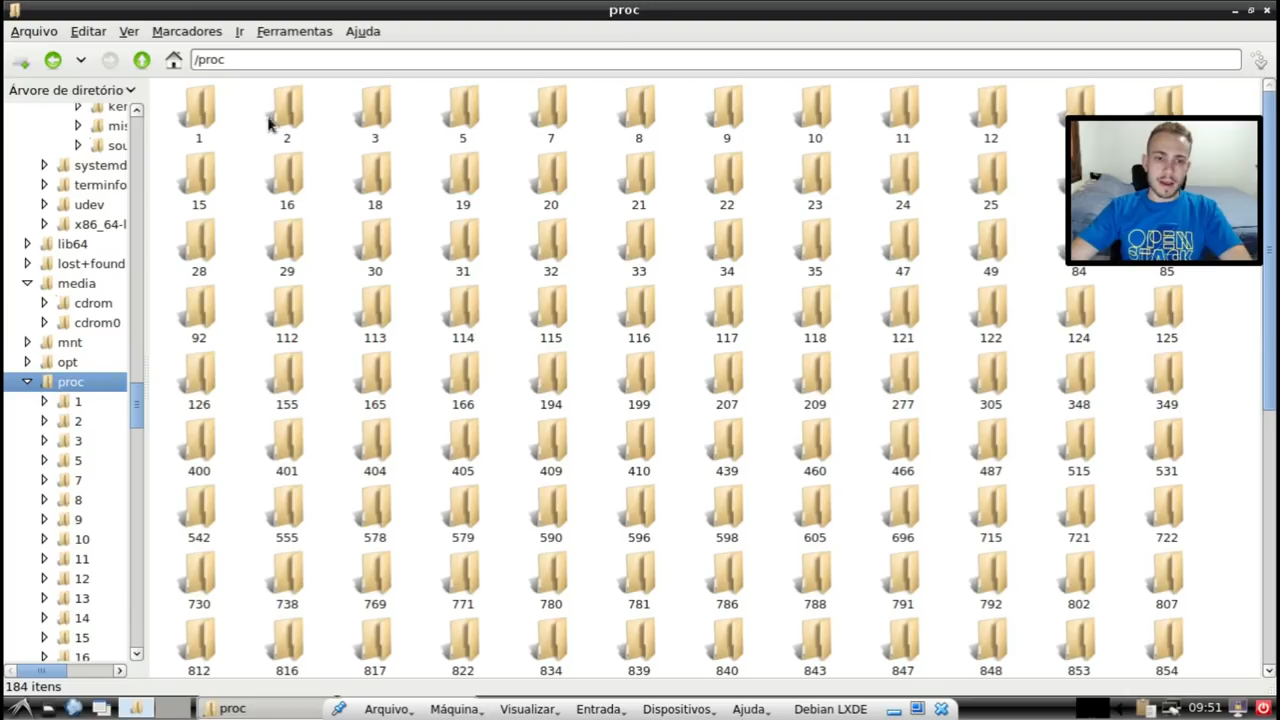 proc
Arquivo Editar Ver Marcadores Ir Ferramentas Ajuda
/proc
Árvore de diretório
ker
mis
sou
systemd
terminfo
udev
x86_64-l
lib64
lost+found
media
cdrom
cdrom0
mnt
opt
proc
1
2
3
5
7
8
9
10
11
12
13
14
15
16
1 2 3 5 7 8 9 10 11 12
15 16 18 19 20 21 22 23 24 25
28 29 30 31 32 33 34 35 47 49 84 85
92 112 113 114 115 116 117 118 121 122 124 125
126 155 165 166 194 199 207 209 277 305 348 349
400 401 404 405 409 410 439 460 466 487 515 531
542 555 578 579 590 596 598 605 696 715 721 722
730 738 769 771 780 781 786 788 791 792 802 807
812 816 817 822 834 839 840 843 847 848 853 854
OPEN
STACK
184 itens
proc Arquivo Máquina Visualizar Entrada Dispositivos Ajuda Debian LXDE 09:51